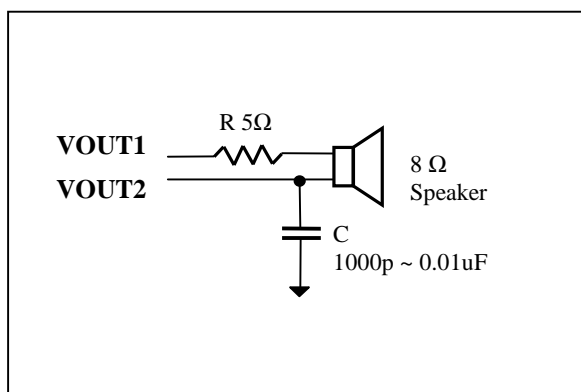 R 5Ω
VOUT1
VOUT2
8 Ω
Speaker
C
1000p ~ 0.01uF